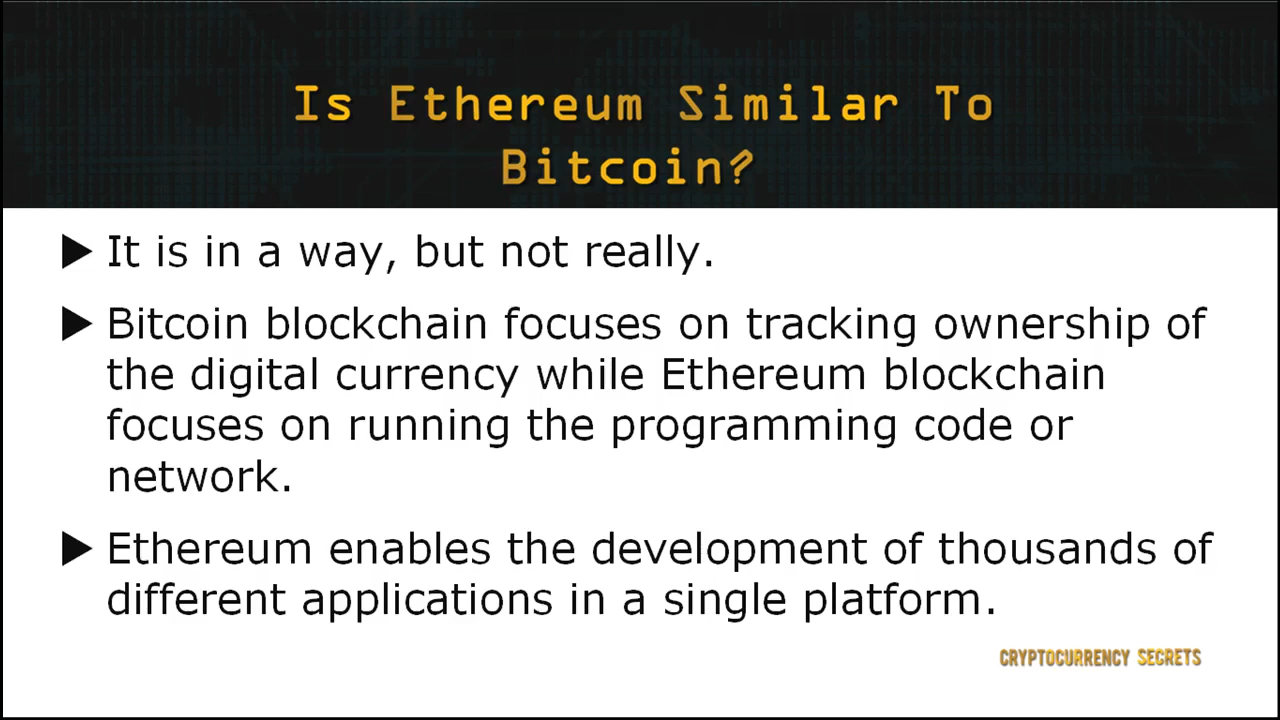 Is Ethereum Similar To
Bitcoin?
It is in a way, but not really.
Bitcoin blockchain focuses on tracking ownership of
the digital currency while Ethereum blockchain
focuses on running the programming code or
network.
Ethereum enables the development of thousands of
different applications in a single platform.
CRYPTOCURRENCY SECRETS